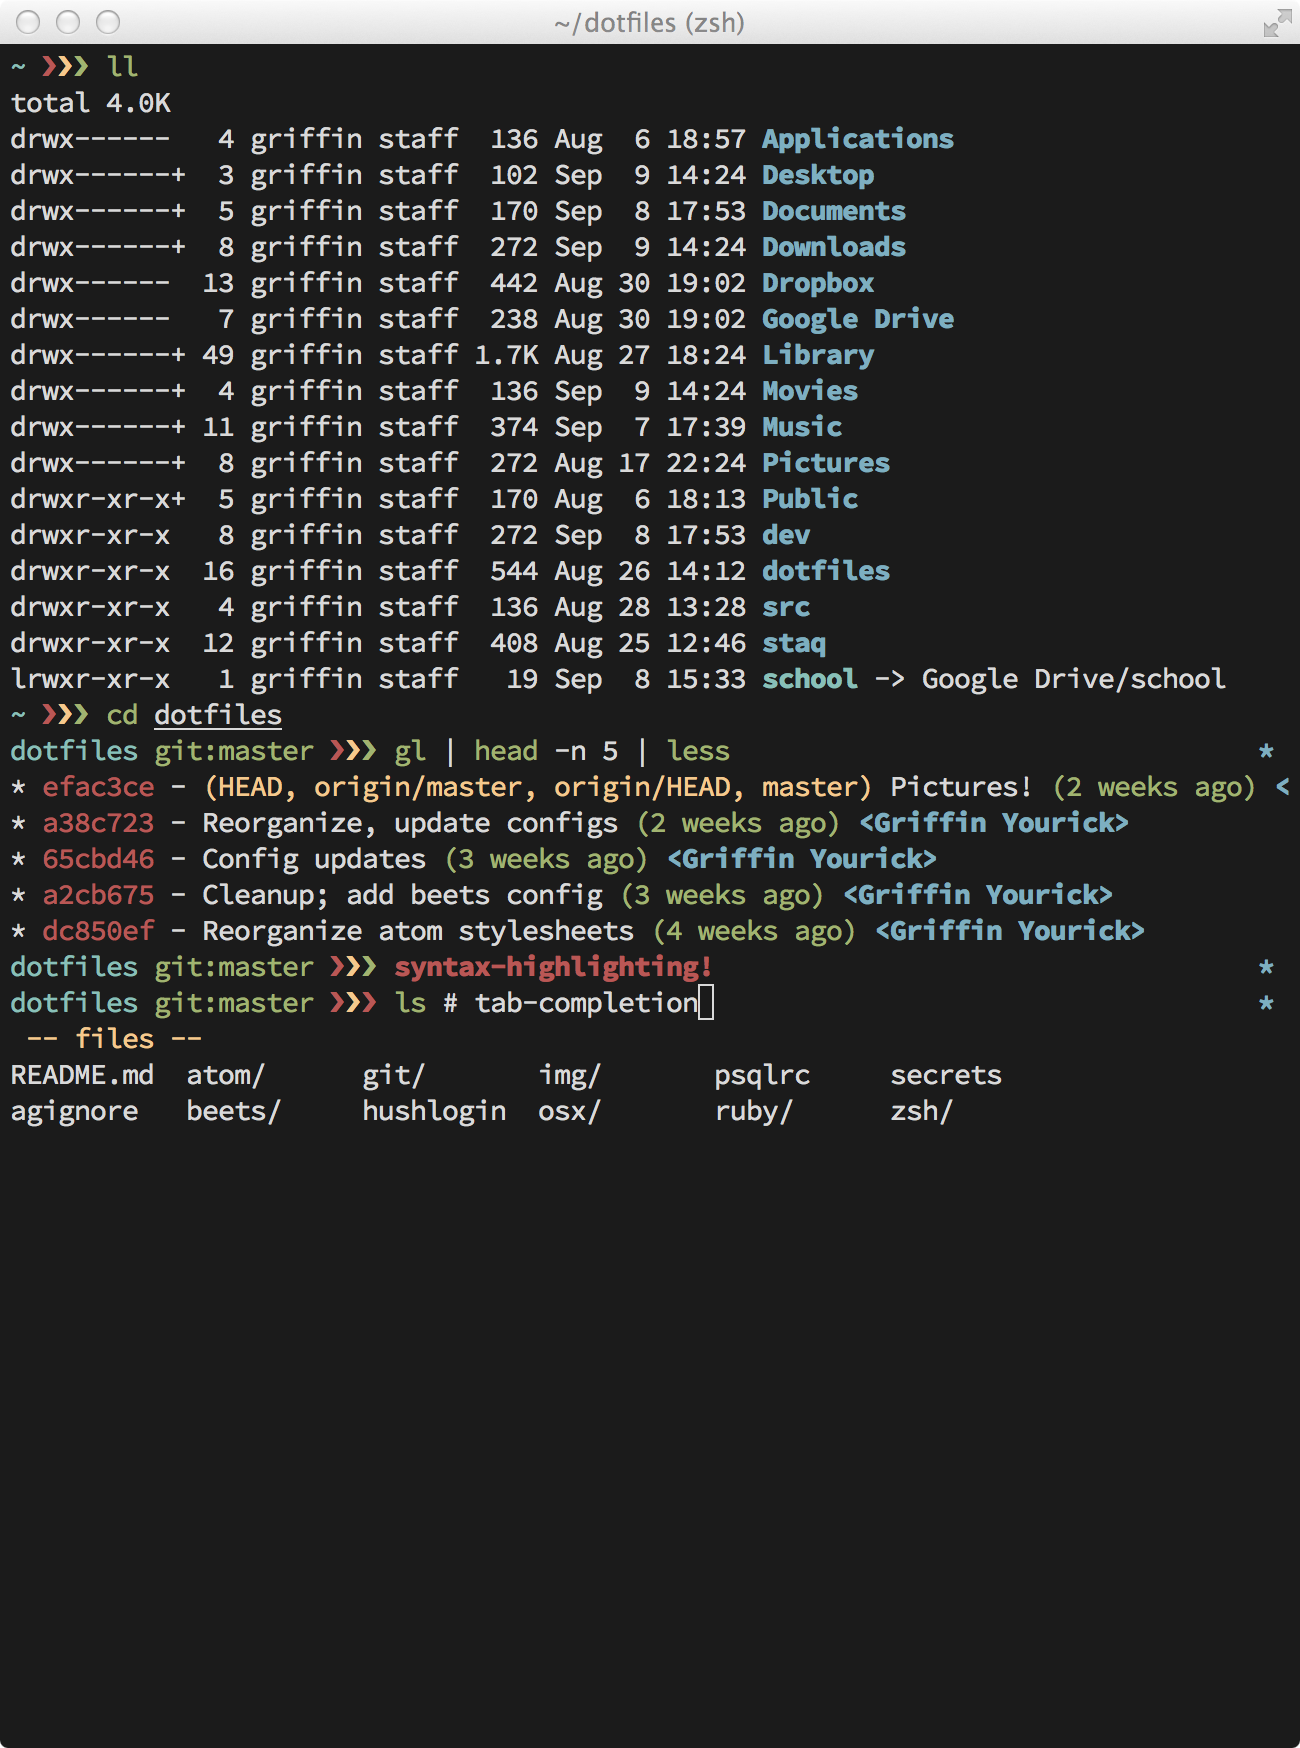 ~/dotfiles (zsh)
~ ❯❯❯ ll
total 4.0K
drwx------   4 griffin staff  136 Aug  6 18:57 Applications
drwx------+  3 griffin staff  102 Sep  9 14:24 Desktop
drwx------+  5 griffin staff  170 Sep  8 17:53 Documents
drwx------+  8 griffin staff  272 Sep  9 14:24 Downloads
drwx------  13 griffin staff  442 Aug 30 19:02 Dropbox
drwx------   7 griffin staff  238 Aug 30 19:02 Google Drive
drwx------+ 49 griffin staff 1.7K Aug 27 18:24 Library
drwx------+  4 griffin staff  136 Sep  9 14:24 Movies
drwx------+ 11 griffin staff  374 Sep  7 17:39 Music
drwx------+  8 griffin staff  272 Aug 17 22:24 Pictures
drwxr-xr-x+  5 griffin staff  170 Aug  6 18:13 Public
drwxr-xr-x   8 griffin staff  272 Sep  8 17:53 dev
drwxr-xr-x  16 griffin staff  544 Aug 26 14:12 dotfiles
drwxr-xr-x   4 griffin staff  136 Aug 28 13:28 src
drwxr-xr-x  12 griffin staff  408 Aug 25 12:46 staq
lrwxr-xr-x   1 griffin staff   19 Sep  8 15:33 school -> Google Drive/school
~ ❯❯❯ cd dotfiles
dotfiles git:master ❯❯❯ gl | head -n 5 | less *
* efac3ce - (HEAD, origin/master, origin/HEAD, master) Pictures! (2 weeks ago) <
* a38c723 - Reorganize, update configs (2 weeks ago) <Griffin Yourick>
* 65cbd46 - Config updates (3 weeks ago) <Griffin Yourick>
* a2cb675 - Cleanup; add beets config (3 weeks ago) <Griffin Yourick>
* dc850ef - Reorganize atom stylesheets (4 weeks ago) <Griffin Yourick>
dotfiles git:master ❯❯❯ syntax-highlighting! *
dotfiles git:master ❯❯❯ ls # tab-completion *
-- files --
README.md  atom/      git/       img/       psqlrc     secrets
agignore   beets/     hushlogin  osx/       ruby/      zsh/